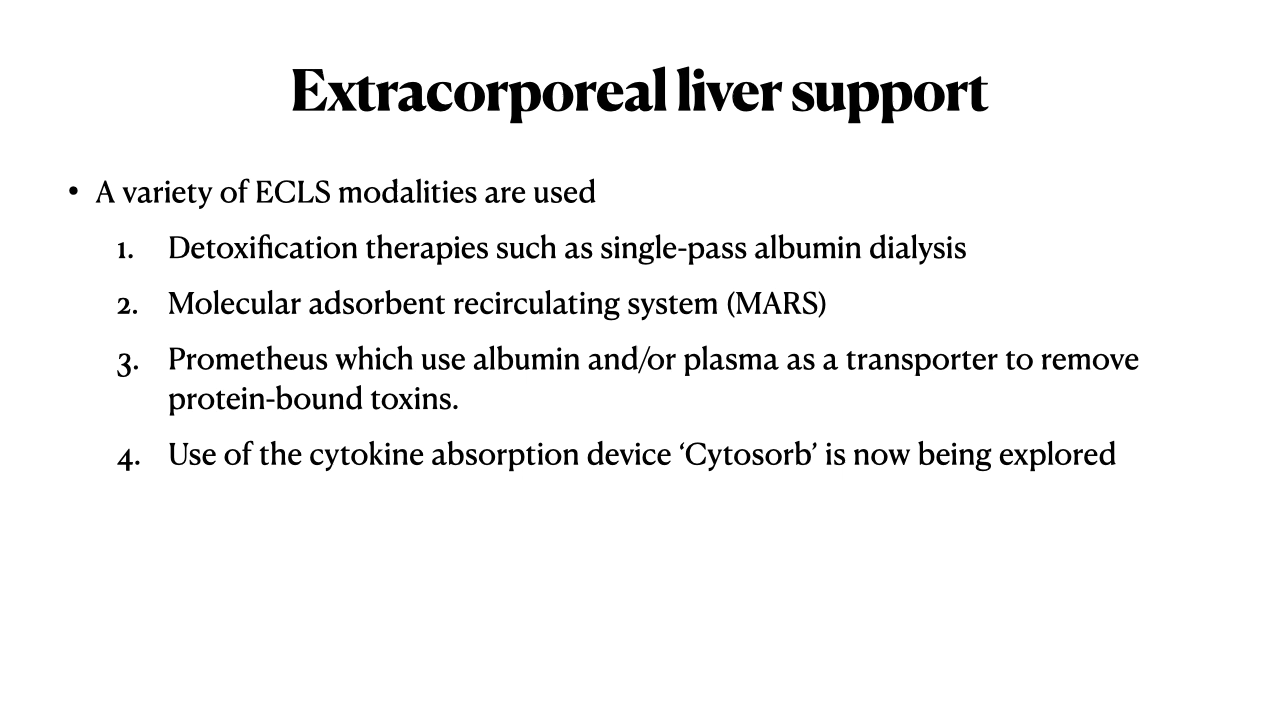 Extracorporeal liver support
• A variety of ECLS modalities are used
1. Detoxification therapies such as single-pass albumin dialysis
2. Molecular adsorbent recirculating system (MARS)
3. Prometheus which use albumin and/or plasma as a transporter to remove
protein-bound toxins.
4. Use of the cytokine absorption device ‘Cytosorb’ is now being explored